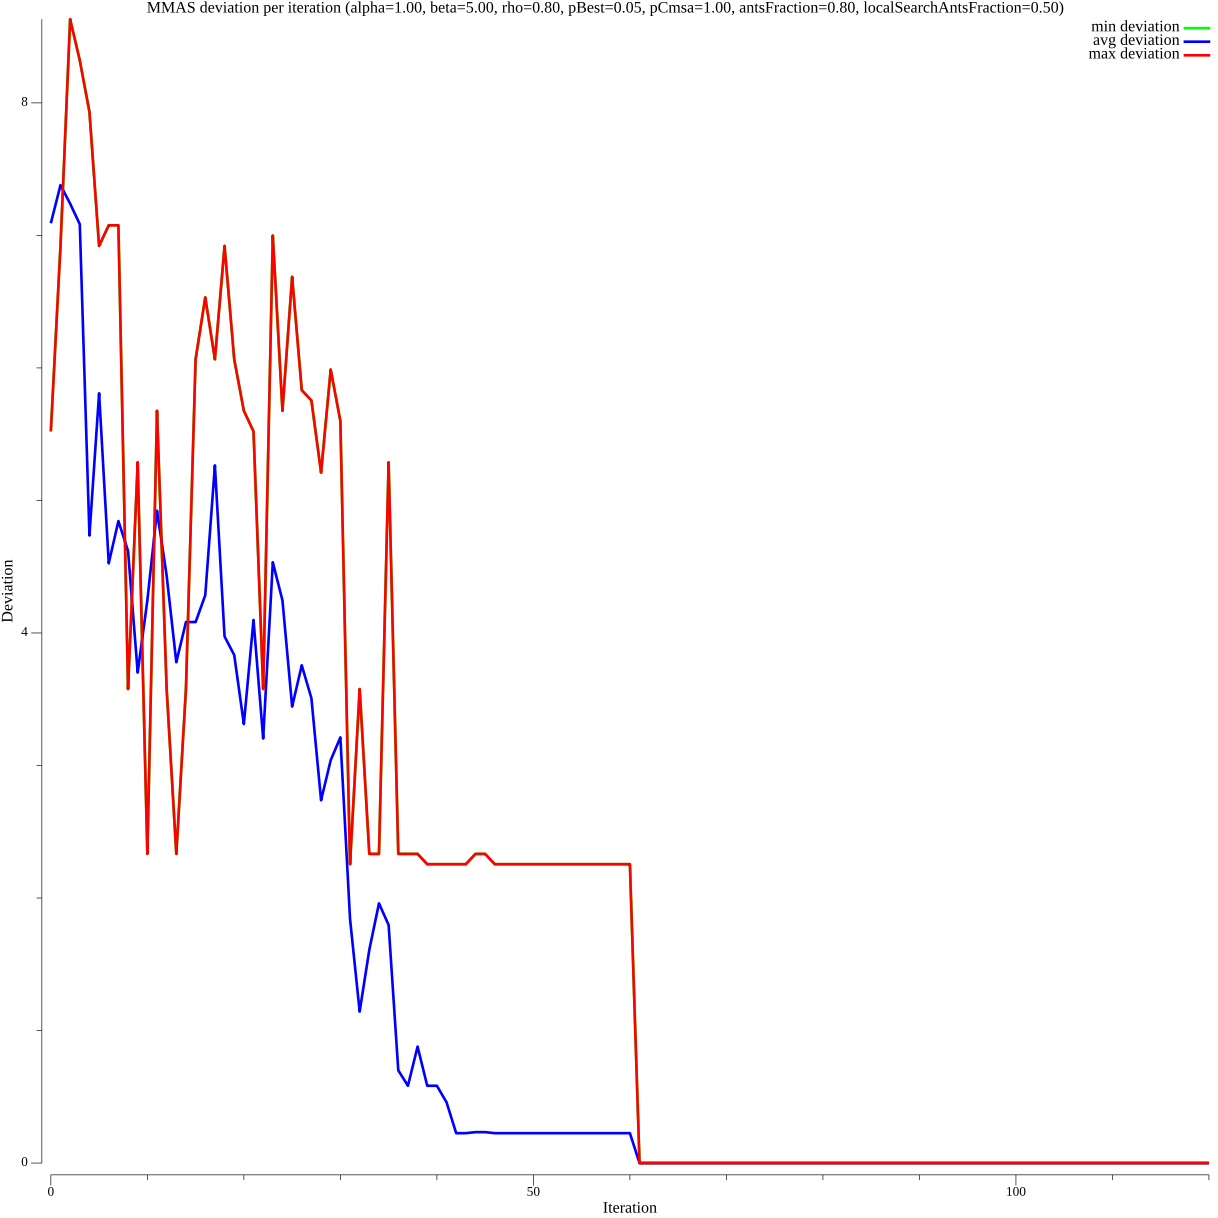 MMAS deviation per iteration (alpha=1.00, beta=5.00, rho=0.80, pBest=0.05, pCmsa=1.00, antsFraction=0.80, localSearchAntsFraction=0.50)
min deviation
avg deviation
max deviation
8
4
0
Deviation
0
50
100
Iteration